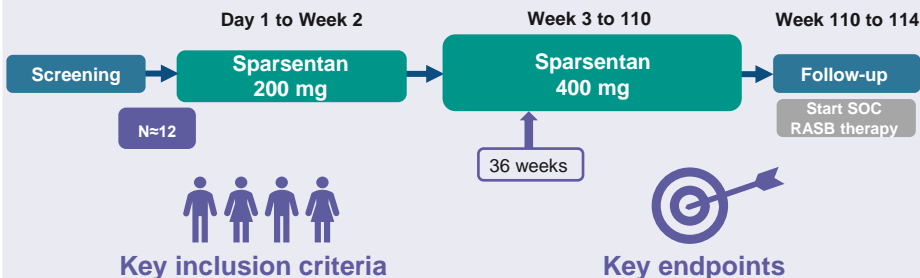 Day 1 to Week 2
Week 3 to 110
Week 110 to 114
Screening
Sparsentan
200 mg
Sparsentan
400 mg
Follow-up
N≈12
Start SOC
RASB therapy
36 weeks
Key inclusion criteria
Key endpoints